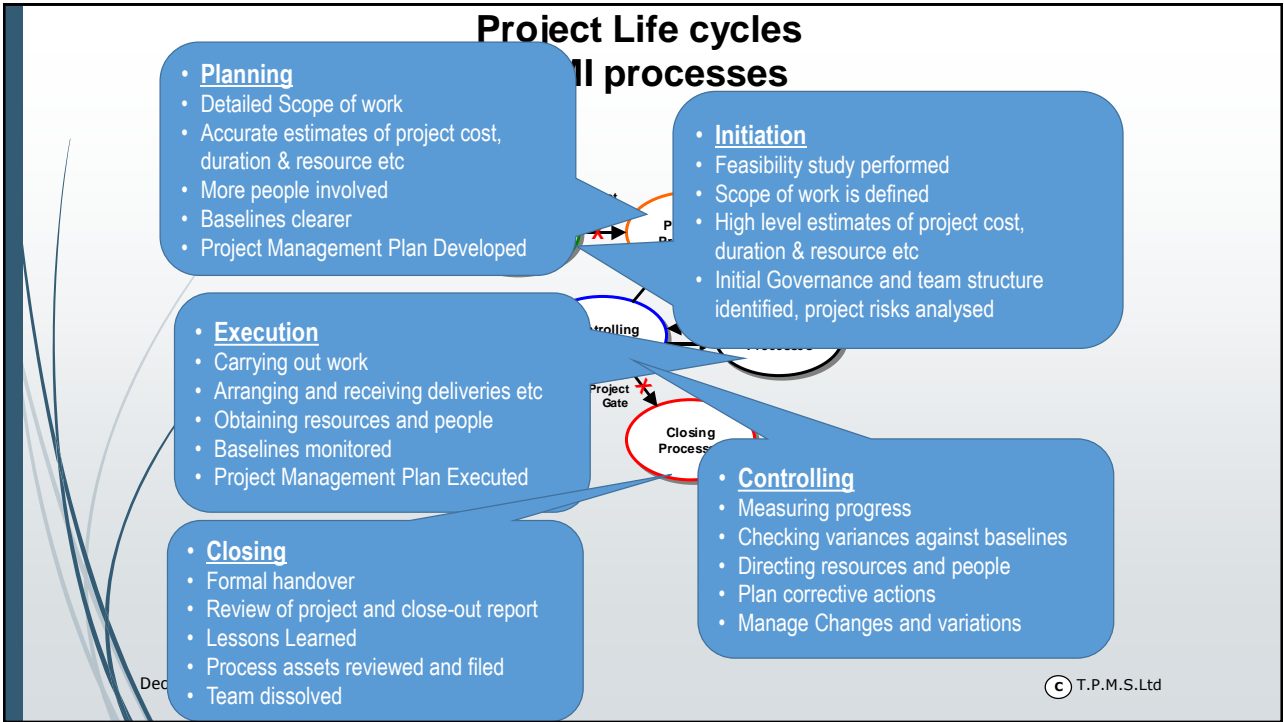 Project Life cycles
MI processes
• Planning
• Detailed Scope of work
• Accurate estimates of project cost,
duration & resource etc
• More people involved
• Baselines clearer
• Project Management Plan Developed
• Initiation
• Feasibility study performed
• Scope of work is defined
• High level estimates of project cost,
duration & resource etc
• Initial Governance and team structure
identified, project risks analysed
• Execution
• Carrying out work
• Arranging and receiving deliveries etc
• Obtaining resources and people
• Baselines monitored
• Project Management Plan Executed
trolling
Project
Gate
Closing
Processe
• Controlling
• Measuring progress
• Checking variances against baselines
• Directing resources and people
• Plan corrective actions
• Manage Changes and variations
• Closing
• Formal handover
• Review of project and close-out report
• Lessons Learned
• Process assets reviewed and filed
• Team dissolved
Dec
C T.P.M.S.Ltd